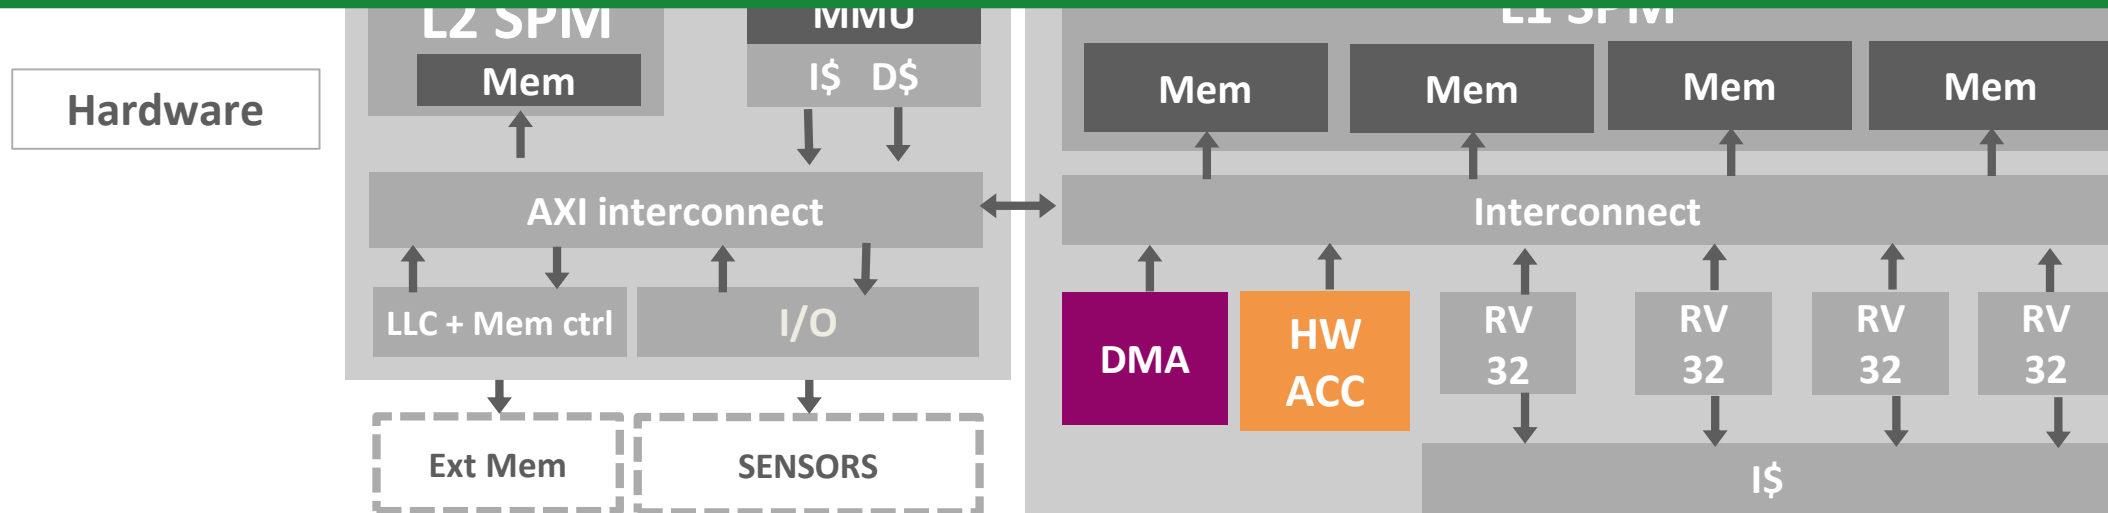 L2 SPM
MMU
L1 SPM
Hardware
Mem
I$ D$
Mem
Mem
Mem
Mem
AXI interconnect
Interconnect
LLC + Mem ctrl
I/O
DMA
HW
ACC
RV
32
RV
32
RV
32
RV
32
Ext Mem
SENSORS
I$